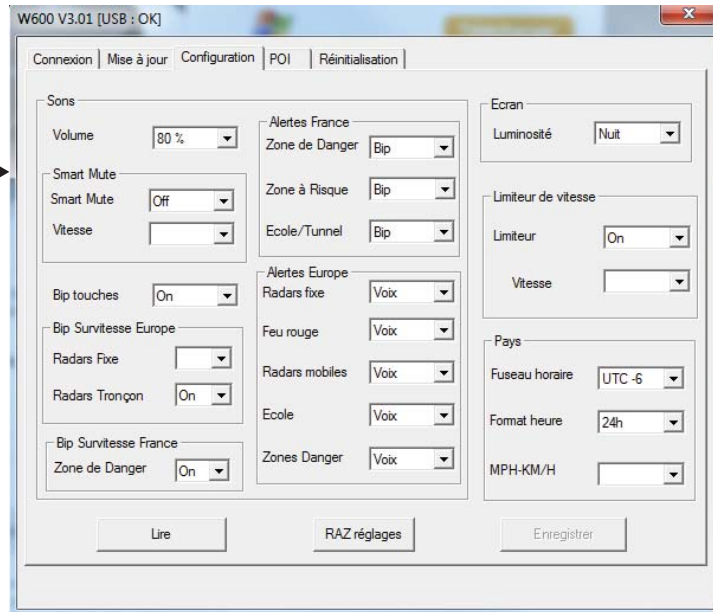 W600 V3.01 [USB : OK]
Connexion
Mise à jour
Configuration
POI
Réinitialisation
Sons
Volume
80 %
Smart Mute
Smart Mute
Off
Vitesse
Bip touches
On
Bip Survitesse Europe
Radars Fixe
Radars Tronçon
On
Bip Survitesse France
Zone de Danger
On
Alertes France
Zone de Danger
Bip
Zone à Risque
Bip
Ecole/Tunnel
Bip
Alertes Europe
Radars fixe
Voix
Feu rouge
Voix
Radars mobiles
Voix
Ecole
Voix
Zones Danger
Voix
Ecran
Luminosité
Nuit
Limiteur de vitesse
Limiteur
On
Vitesse
Pays
Fuseau horaire
UTC -6
Format heure
24h
MPH-KM/H
Lire
RAZ réglages
Enregistrer